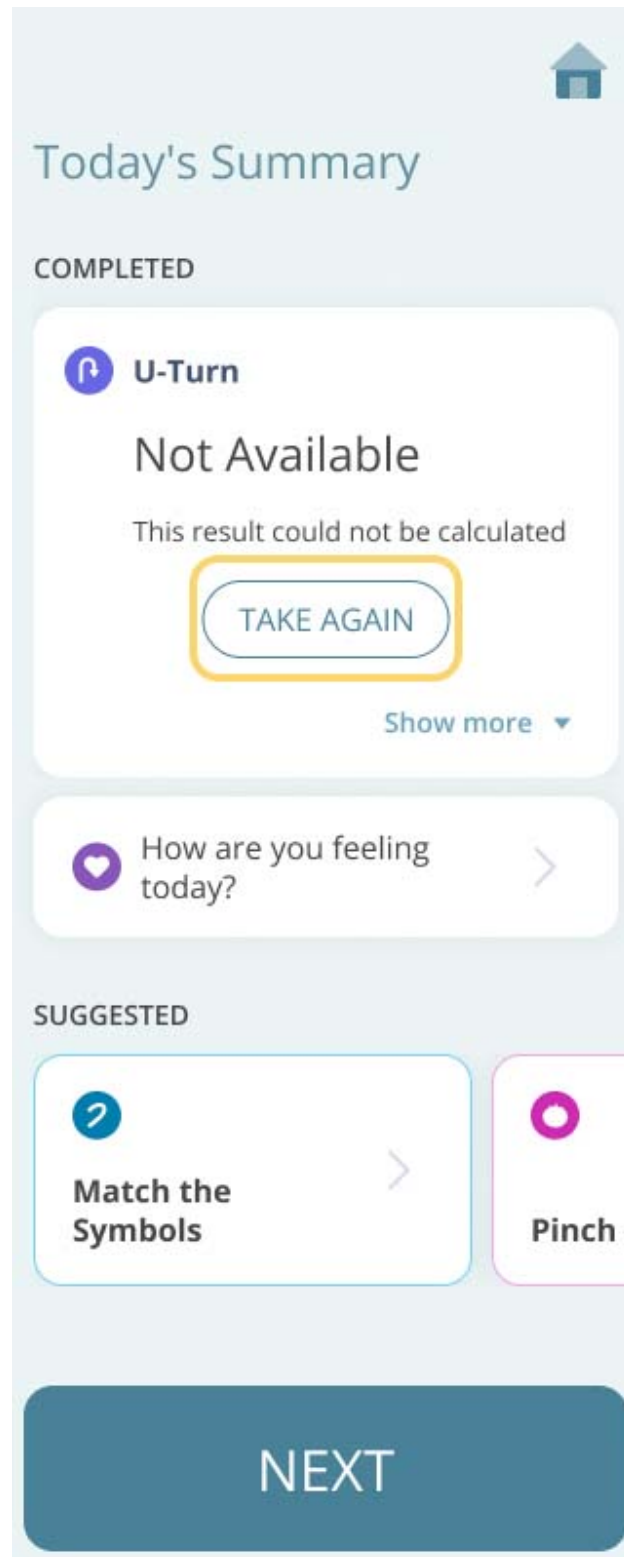 Today's Summary
COMPLETED
U-Turn
Not Available
This result could not be calculated
TAKE AGAIN
Show more
How are you feeling
today?
SUGGESTED
Match the
Symbols
Pinch
NEXT